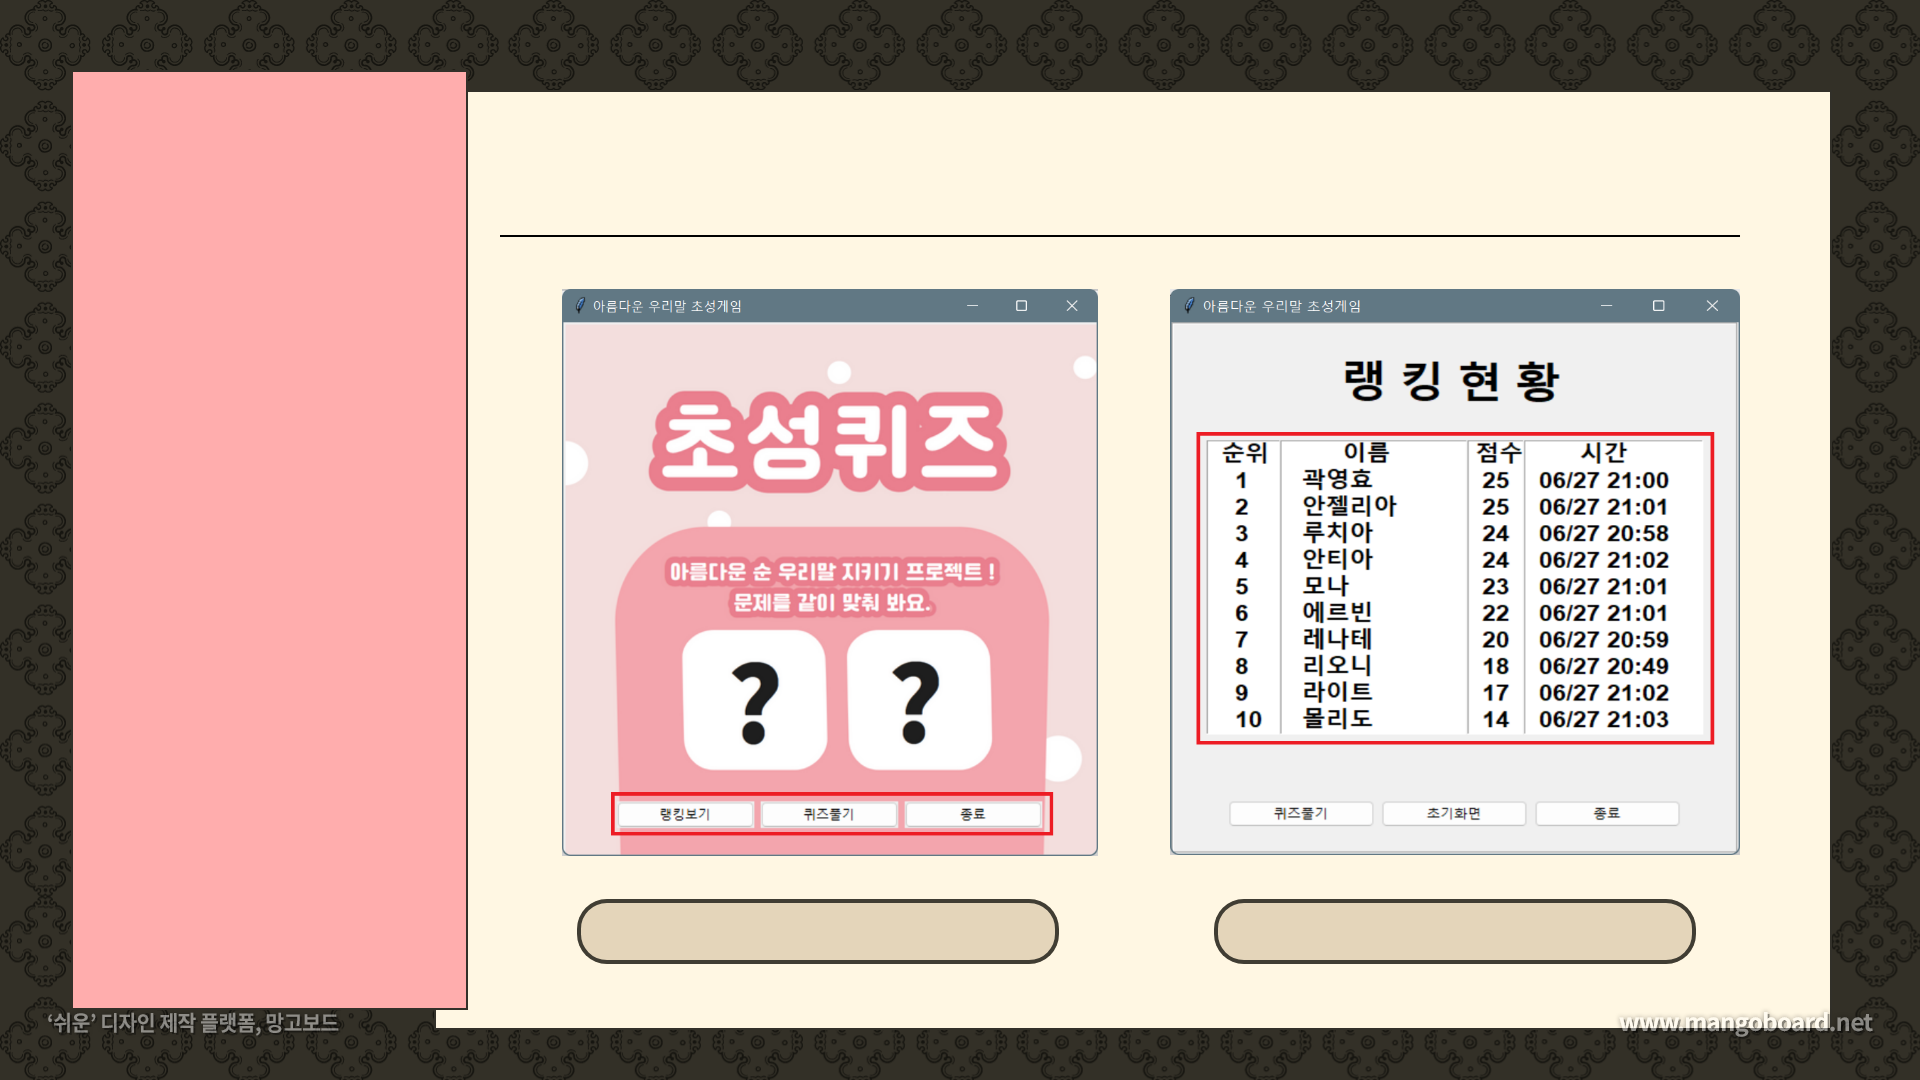 아름다운 우리말 초성게임
초성퀴즈
아름다운 순 우리말 지키기 프로젝트 !
문제를 같이 맞춰 봐요.
? ?
랭킹보기 퀴즈풀기 종료
아름다운 우리말 초성게임
랭 킹 현 황
순위 이름 점수 시간
1 곽영효 25 06/27 21:00
2 안젤리아 25 06/27 21:01
3 루치아 24 06/27 20:58
4 안티아 24 06/27 21:02
5 모나 23 06/27 21:01
6 에르빈 22 06/27 21:01
7 레나테 20 06/27 20:59
8 리오니 18 06/27 20:49
9 라이트 17 06/27 21:02
10 몰리도 14 06/27 21:03
퀴즈풀기 초기화면 종료
‘쉬운’ 디자인 제작 플랫폼, 망고보드
www.mangoboard.net